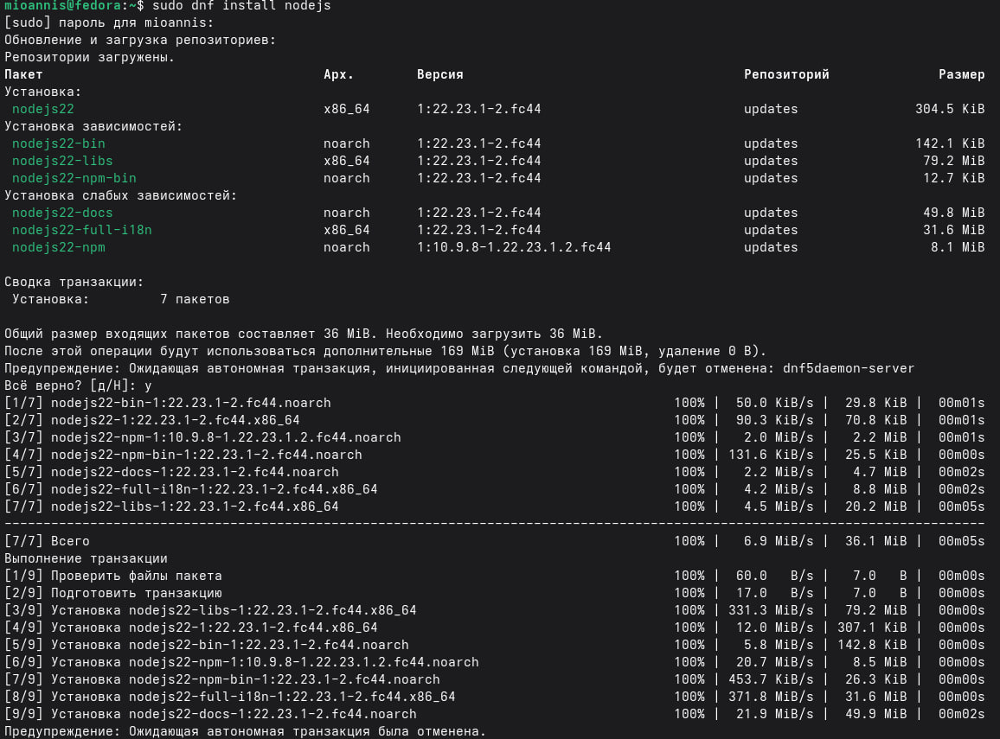 mioannis@fedora:~$ sudo dnf install nodejs
[sudo] пароль для mioannis:
Обновление и загрузка репозиториев:
Репозитории загружены.
Пакет Арх. Версия Репозиторий Размер
Установка:
nodejs22 x86_64 1:22.23.1-2.fc44 updates 304.5 KiB
Установка зависимостей:
nodejs22-bin noarch 1:22.23.1-2.fc44 updates 142.1 KiB
nodejs22-libs x86_64 1:22.23.1-2.fc44 updates 79.2 MiB
nodejs22-npm-bin noarch 1:22.23.1-2.fc44 updates 12.7 KiB
Установка слабых зависимостей:
nodejs22-docs noarch 1:22.23.1-2.fc44 updates 49.8 MiB
nodejs22-full-i18n x86_64 1:22.23.1-2.fc44 updates 31.6 MiB
nodejs22-npm noarch 1:10.9.8-1.22.23.1.2.fc44 updates 8.1 MiB
Сводка транзакции:
Установка: 7 пакетов
Общий размер входящих пакетов составляет 36 MiB. Необходимо загрузить 36 MiB.
После этой операции будут использоваться дополнительные 169 MiB (установка 169 MiB, удаление 0 B).
Предупреждение: Ожидающая автономная транзакция, инициированная следующей командой, будет отменена: dnf5daemon-server
Всё верно? [д/Н]: y
[1/7] nodejs22-bin-1:22.23.1-2.fc44.noarch 100% | 50.0 KiB/s | 29.8 KiB | 00m01s
[2/7] nodejs22-1:22.23.1-2.fc44.x86_64 100% | 90.3 KiB/s | 70.8 KiB | 00m01s
[3/7] nodejs22-npm-1:10.9.8-1.22.23.1.2.fc44.noarch 100% | 2.0 MiB/s | 2.2 MiB | 00m01s
[4/7] nodejs22-npm-bin-1:22.23.1-2.fc44.noarch 100% | 131.6 KiB/s | 25.5 KiB | 00m00s
[5/7] nodejs22-docs-1:22.23.1-2.fc44.noarch 100% | 2.2 MiB/s | 4.7 MiB | 00m02s
[6/7] nodejs22-full-i18n-1:22.23.1-2.fc44.x86_64 100% | 4.2 MiB/s | 8.8 MiB | 00m02s
[7/7] nodejs22-libs-1:22.23.1-2.fc44.x86_64 100% | 4.5 MiB/s | 20.2 MiB | 00m05s
------------------------------------------------------------------------------------------------------------------------------
[7/7] Всего 100% | 6.9 MiB/s | 36.1 MiB | 00m05s
Выполнение транзакции
[1/9] Проверить файлы пакета 100% | 60.0 B/s | 7.0 B | 00m00s
[2/9] Подготовить транзакцию 100% | 17.0 B/s | 7.0 B | 00m00s
[3/9] Установка nodejs22-libs-1:22.23.1-2.fc44.x86_64 100% | 331.3 MiB/s | 79.2 MiB | 00m00s
[4/9] Установка nodejs22-1:22.23.1-2.fc44.x86_64 100% | 12.0 MiB/s | 307.1 KiB | 00m00s
[5/9] Установка nodejs22-bin-1:22.23.1-2.fc44.noarch 100% | 5.8 MiB/s | 142.8 KiB | 00m00s
[6/9] Установка nodejs22-npm-1:10.9.8-1.22.23.1.2.fc44.noarch 100% | 20.7 MiB/s | 8.5 MiB | 00m00s
[7/9] Установка nodejs22-npm-bin-1:22.23.1-2.fc44.noarch 100% | 453.7 KiB/s | 26.3 KiB | 00m00s
[8/9] Установка nodejs22-full-i18n-1:22.23.1-2.fc44.x86_64 100% | 371.8 MiB/s | 31.6 MiB | 00m00s
[9/9] Установка nodejs22-docs-1:22.23.1-2.fc44.noarch 100% | 21.9 MiB/s | 49.9 MiB | 00m02s
Предупреждение: Ожидающая автономная транзакция была отменена.